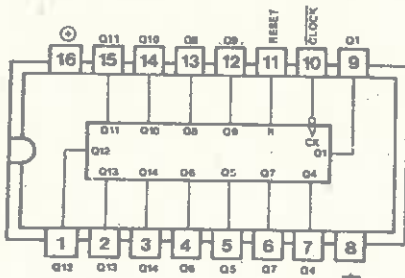 Q11 Q10 Q8 Q9 RESET CLOCK Q1
16 15 14 13 12 11 10 9
Q11 Q10 Q8 Q9 R CK
Q12 Q1
Q13 Q14 Q6 Q5 Q7 Q4
1 2 3 4 5 6 7 8
Q12 Q13 Q14 Q6 Q5 Q7 Q4